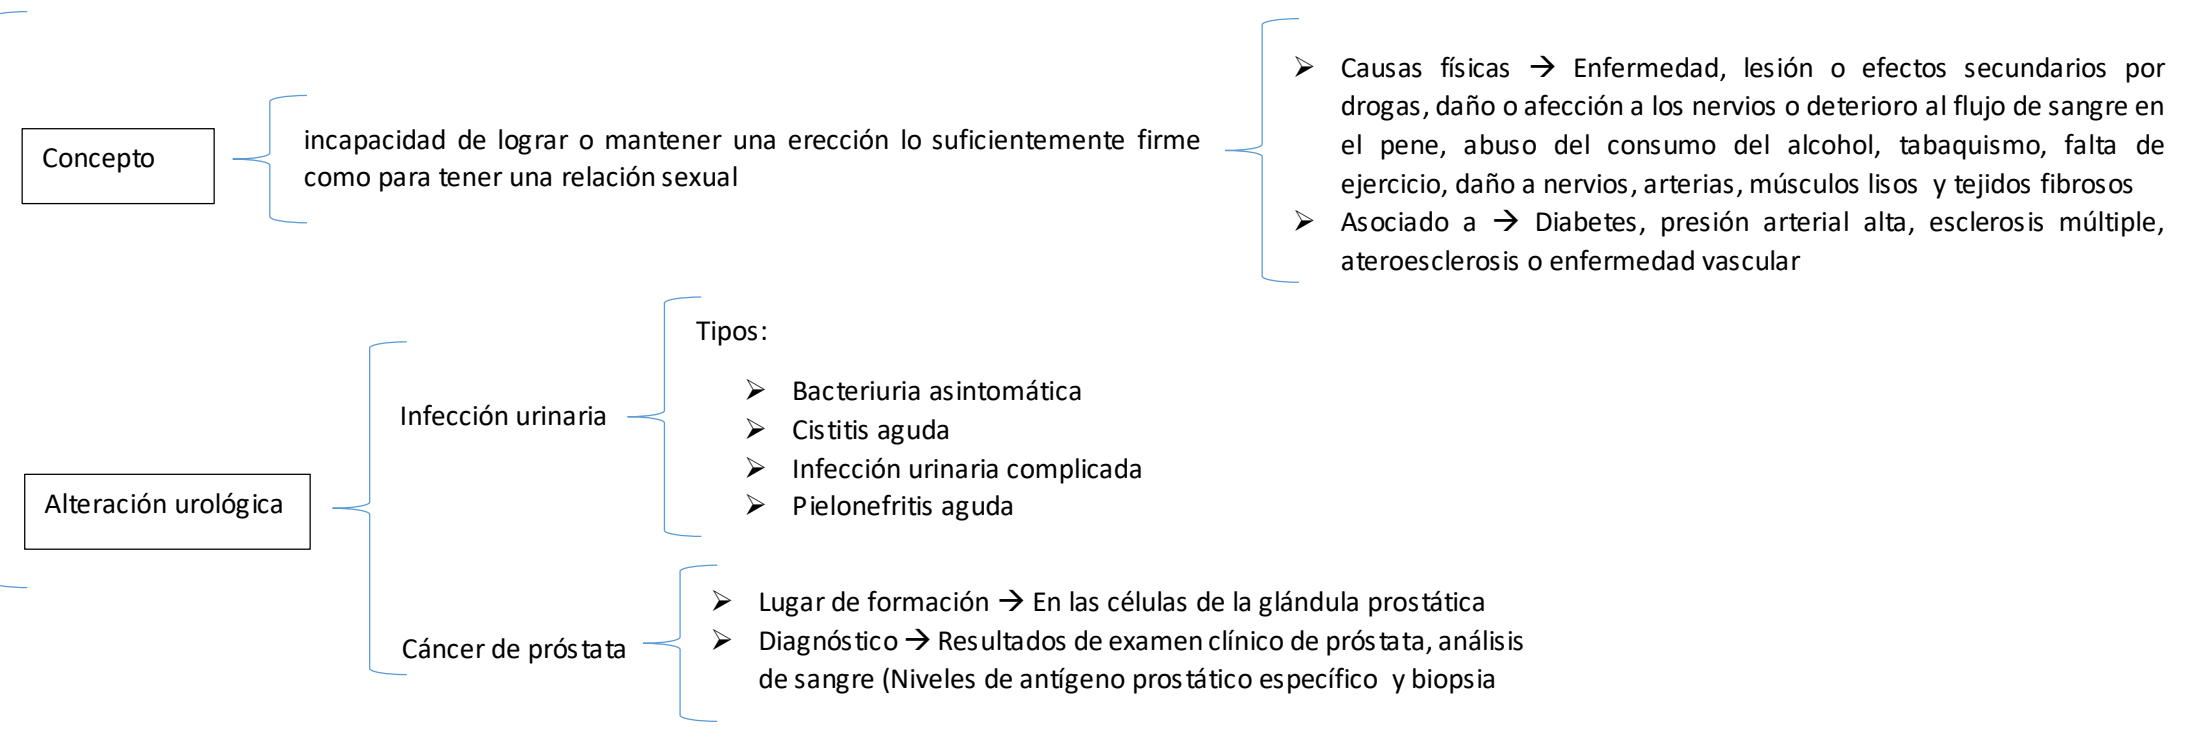 Concepto
incapacidad de lograr o mantener una erección lo suficientemente firme
como para tener una relación sexual
➢ Causas físicas → Enfermedad, lesión o efectos secundarios por
drogas, daño o afección a los nervios o deterioro al flujo de sangre en
el pene, abuso del consumo del alcohol, tabaquismo, falta de
ejercicio, daño a nervios, arterias, músculos lisos y tejidos fibrosos
➢ Asociado a → Diabetes, presión arterial alta, esclerosis múltiple,
ateroesclerosis o enfermedad vascular
Alteración urológica
Infección urinaria
Tipos:
➢ Bacteriuria asintomática
➢ Cistitis aguda
➢ Infección urinaria complicada
➢ Pielonefritis aguda
Cáncer de próstata
➢ Lugar de formación → En las células de la glándula prostática
➢ Diagnóstico → Resultados de examen clínico de próstata, análisis
de sangre (Niveles de antígeno prostático específico y biopsia